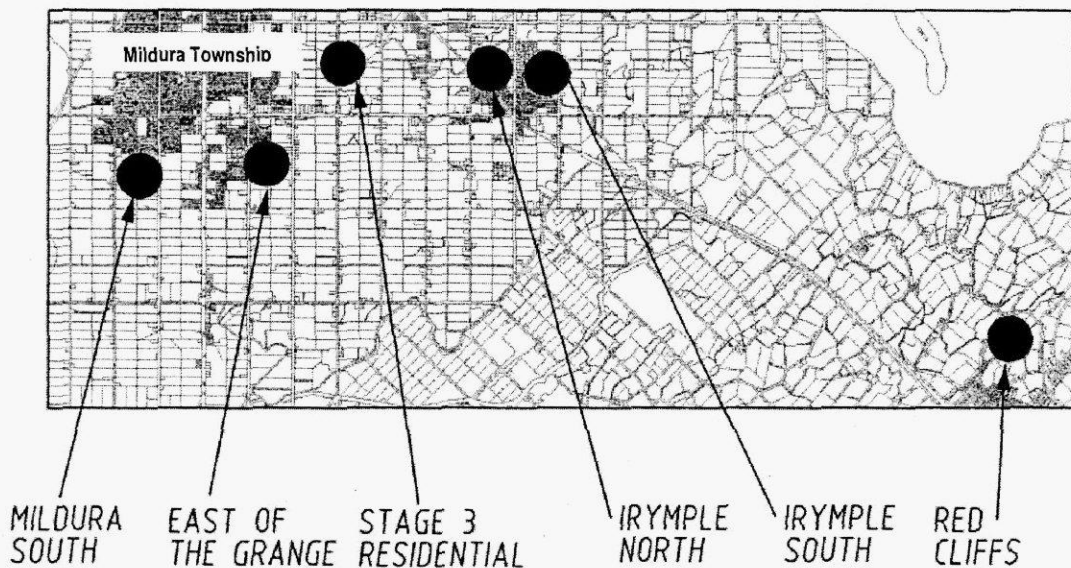 Mildura Township
MILDURA
SOUTH
EAST OF
THE GRANGE
STAGE 3
RESIDENTIAL
IRYMPLE
NORTH
IRYMPLE
SOUTH
RED
CLIFFS